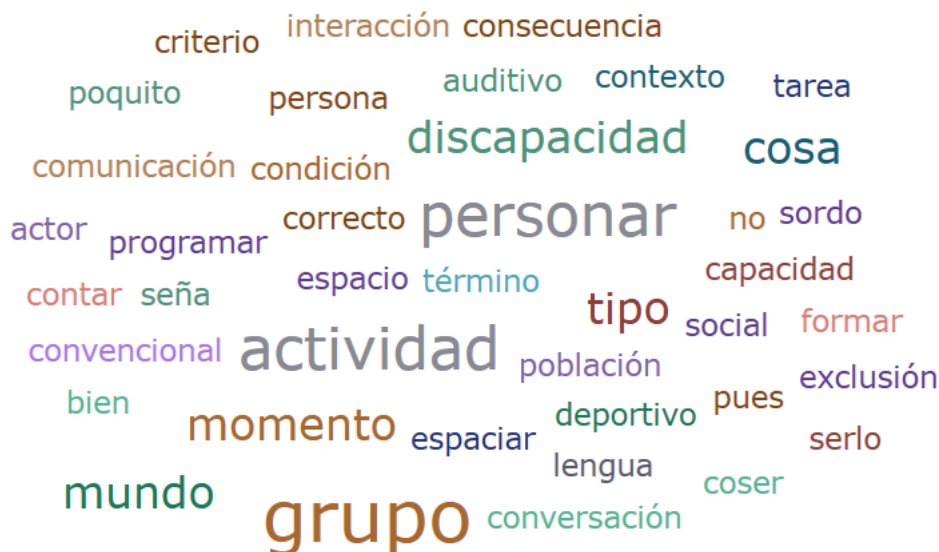 interacción consecuencia
criterio
auditivo contexto tarea
poquito persona
discapacidad cosa
comunicación condición
correcto personar no sordo
actor programar
espacio término capacidad
contar seña tipo social formar
convencional actividad población exclusión
bien momento espaciar deportivo pues serlo
lengua
mundo coser
grupo conversación